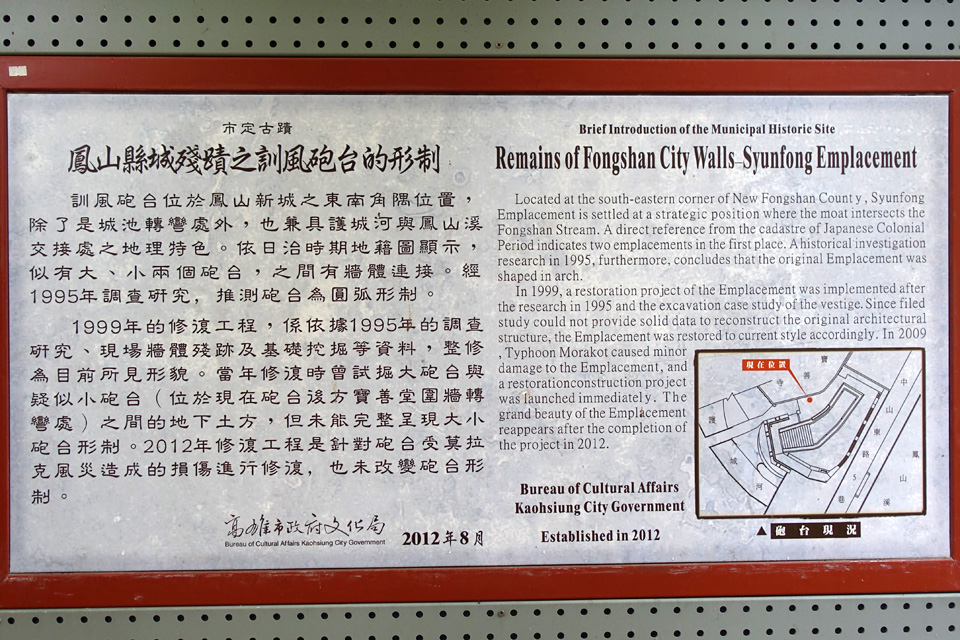 市定古蹟
鳳山縣城殘蹟之訓風砲台的形制
訓風砲台位於鳳山新城之東南角隅位置，
除了是城池轉彎處外，也兼具護城河與鳳山溪
交接處之地理特色。依日治時期地藉圖顯示，
似有大、小兩個砲台，之間有牆體連接。經
1995年調查研究，推測砲台為圓弧形制。
1999年的修復工程，係依據1995年的調查
研究、現場牆體殘跡及基礎挖掘等資料，整修
為目前所見形貌。當年修復時曾試掘大砲台與
疑似小砲台（位於現在砲台後方寶善堂圍牆轉
彎處）之間的地下土方，但未能完整呈現大小
砲台形制。2012年修復工程是針對砲台受莫拉
克風災造成的損傷進行修復，也未改變砲台形
制。
高雄市政府文化局
Bureau of Cultural Affairs Kaohsiung City Government
2012年8月
Brief Introduction of the Municipal Historic Site
Remains of Fongshan City Walls–Syunfong Emplacement
Located at the south-eastern corner of New Fongshan County, Syunfong
Emplacement is settled at a strategic position where the moat intersects the
Fongshan Stream. A direct reference from the cadastre of Japanese Colonial
Period indicates two emplacements in the first place. A historical investigation
research in 1995, furthermore, concludes that the original Emplacement was
shaped in arch.
In 1999, a restoration project of the Emplacement was implemented after
the research in 1995 and the excavation case study of the vestige. Since filed
study could not provide solid data to reconstruct the original architectural
structure, the Emplacement was restored to current style accordingly. In 2009
, Typhoon Morakot caused minor
damage to the Emplacement, and
a restorationconstruction project
was launched immediately. The
grand beauty of the Emplacement
reappears after the completion of
the project in 2012.
Bureau of Cultural Affairs
Kaohsiung City Government
Established in 2012
現在位置
寶善寺
護城河
中山東路
5巷
鳳山溪
▲砲台現況